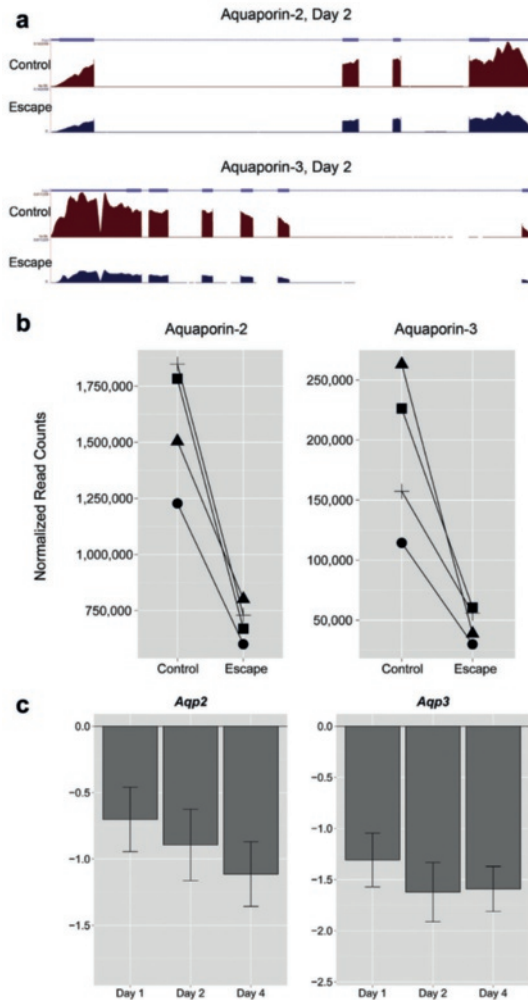 a
Aquaporin-2, Day 2
Control
Escape
Aquaporin-3, Day 2
Control
Escape
b
Aquaporin-2
Aquaporin-3
Normalized Read Counts
1,750,000
1,500,000
1,250,000
1,000,000
750,000
Control Escape
250,000
200,000
150,000
100,000
50,000
Control Escape
c
Aqp2
0.0
−0.5
−1.0
−1.5
Day 1 Day 2 Day 4
Aqp3
0.0
−0.5
−1.0
−1.5
−2.0
−2.5
Day 1 Day 2 Day 4